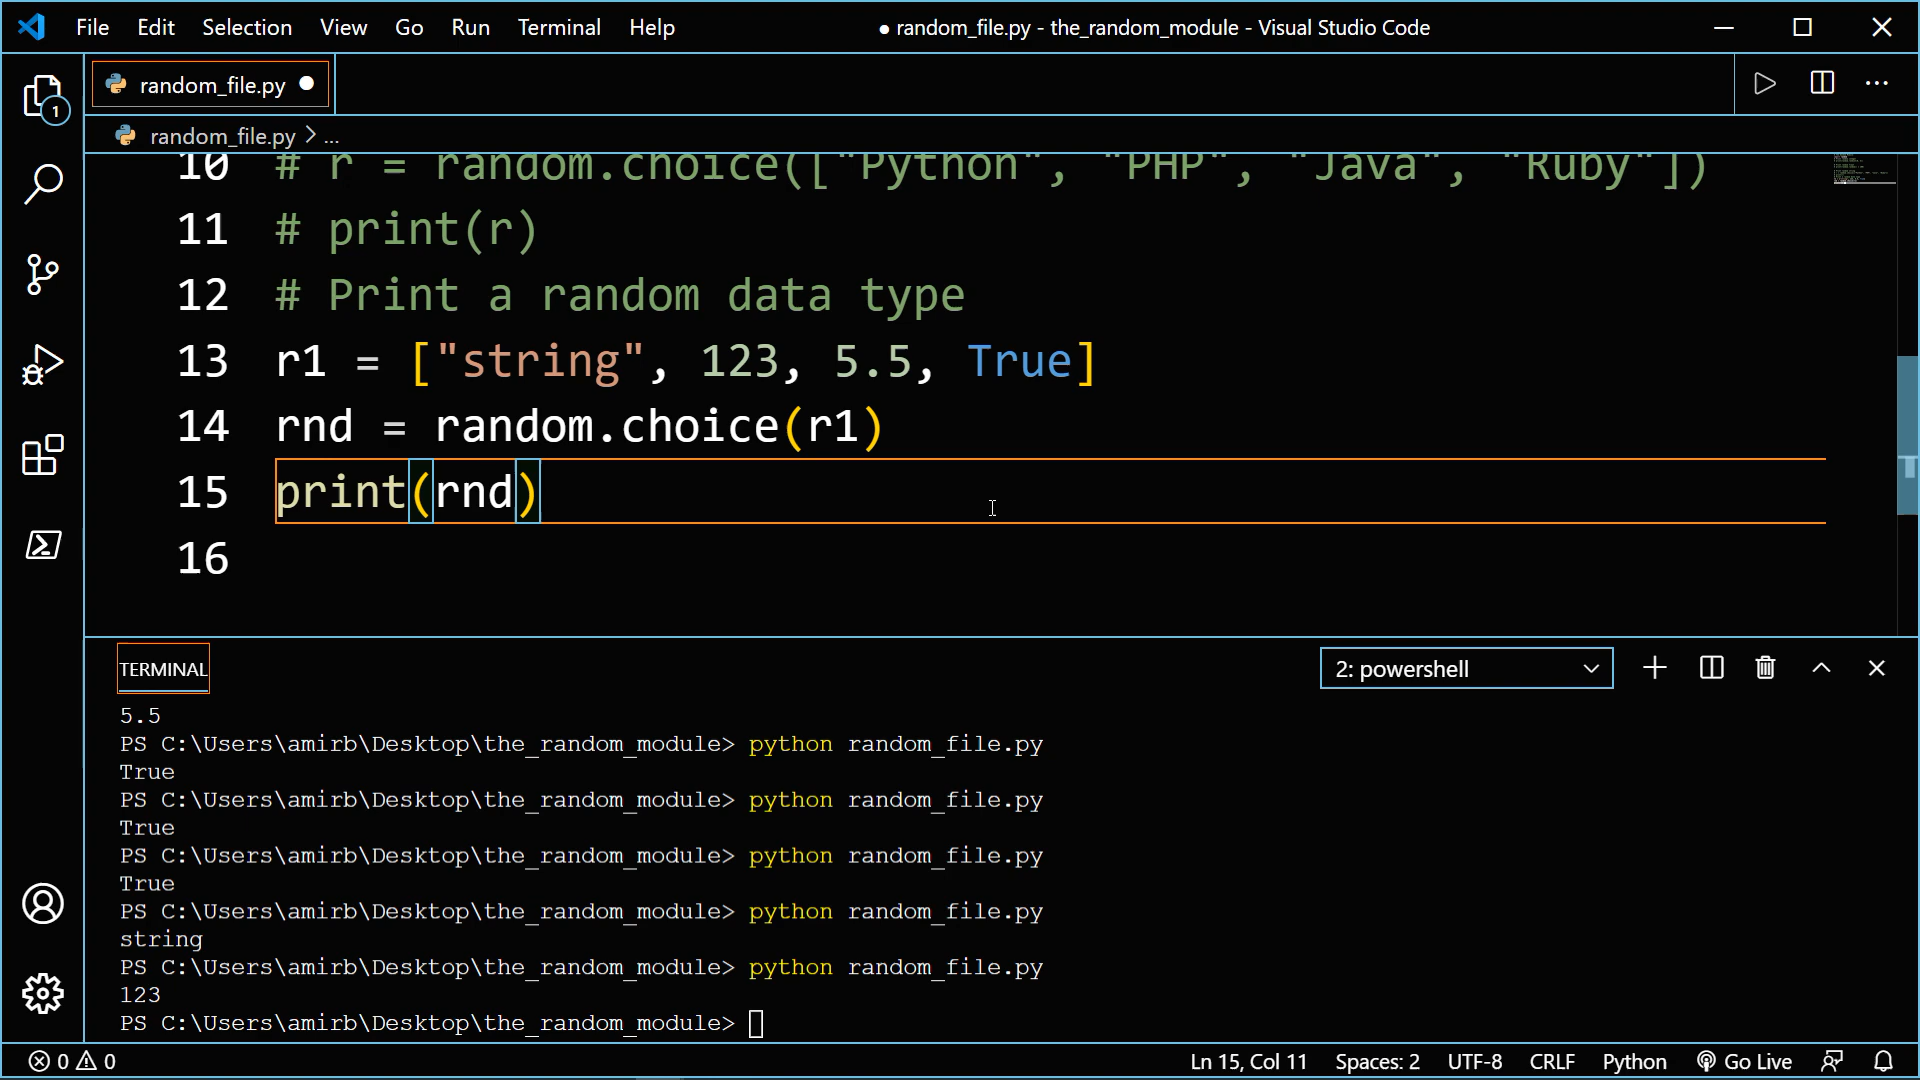 File Edit Selection View Go Run Terminal Help ● random_file.py - the_random_module - Visual Studio Code
random_file.py ●
random_file.py > ...
1
10 # r = random.choice(["Python", "PHP", "Java", "Ruby"])
11 # print(r)
12 # Print a random data type
13 r1 = ["string", 123, 5.5, True]
14 rnd = random.choice(r1)
15 print(rnd)
16
TERMINAL 2: powershell
5.5
PS C:\Users\amirb\Desktop\the_random_module> python random_file.py
True
PS C:\Users\amirb\Desktop\the_random_module> python random_file.py
True
PS C:\Users\amirb\Desktop\the_random_module> python random_file.py
True
PS C:\Users\amirb\Desktop\the_random_module> python random_file.py
string
PS C:\Users\amirb\Desktop\the_random_module> python random_file.py
123
PS C:\Users\amirb\Desktop\the_random_module>
0 0 Ln 15, Col 11 Spaces: 2 UTF-8 CRLF Python Go Live